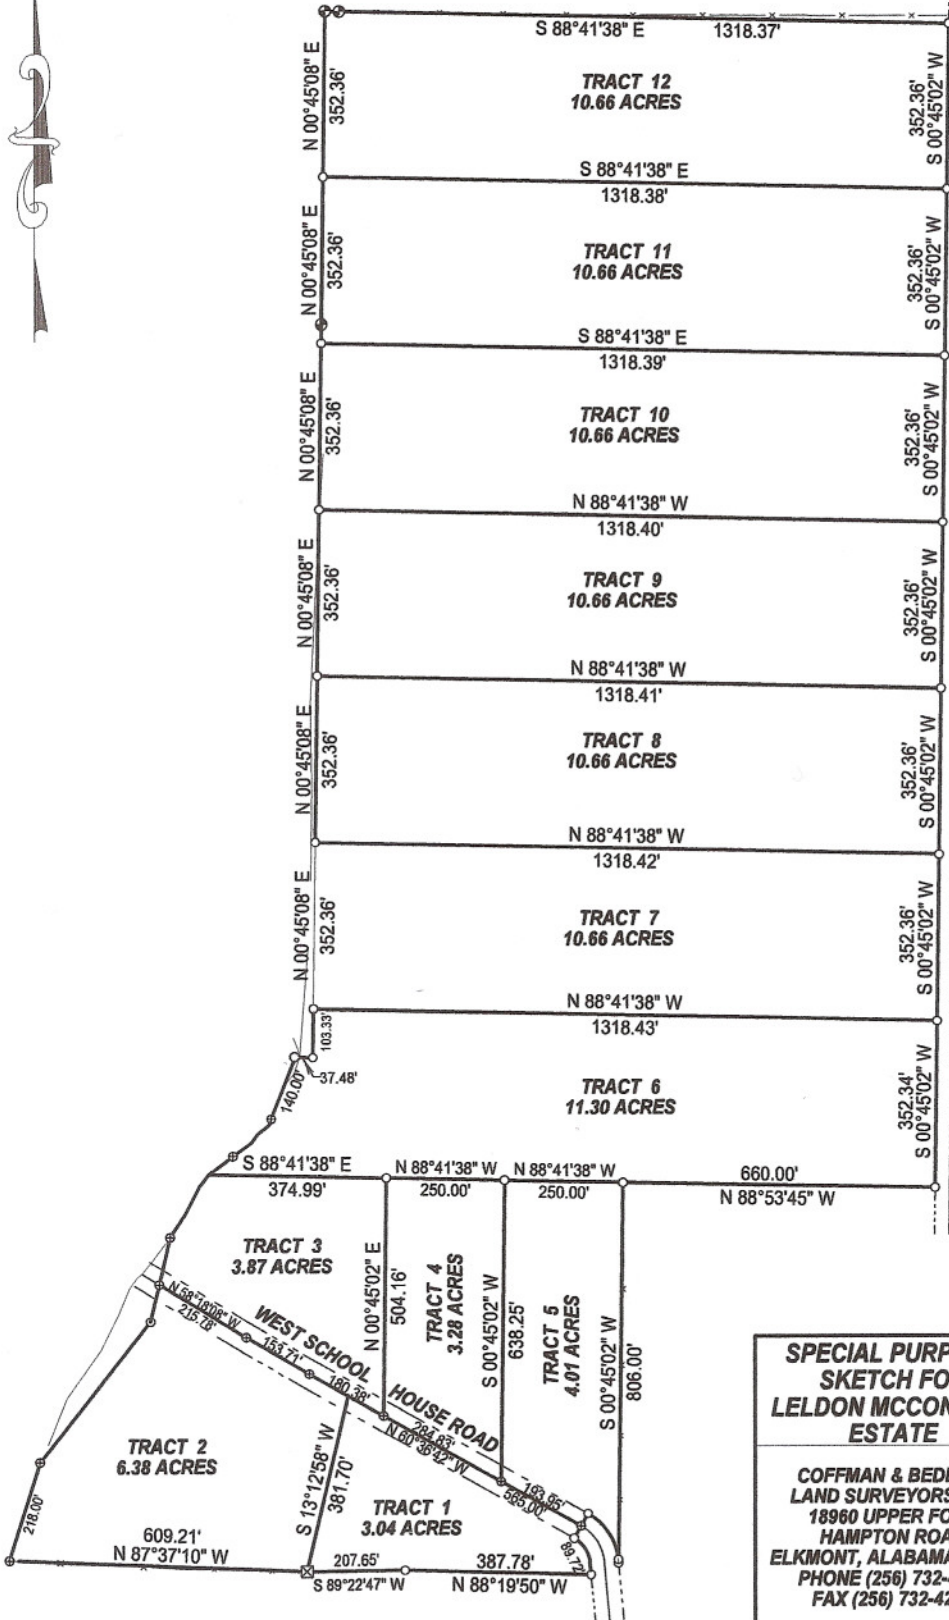 S 88°41'38" E 1318.37'
N 00°45'08" E
352.36'
TRACT 12
10.66 ACRES
352.36'
S 00°45'02" W
S 88°41'38" E
1318.38'
N 00°45'08" E
352.36'
TRACT 11
10.66 ACRES
352.36'
S 00°45'02" W
S 88°41'38" E
1318.39'
N 00°45'08" E
352.36'
TRACT 10
10.66 ACRES
352.36'
S 00°45'02" W
N 88°41'38" W
1318.40'
N 00°45'08" E
352.36'
TRACT 9
10.66 ACRES
352.36'
S 00°45'02" W
N 88°41'38" W
1318.41'
N 00°45'08" E
352.36'
TRACT 8
10.66 ACRES
352.36'
S 00°45'02" W
N 88°41'38" W
1318.42'
N 00°45'08" E
352.36'
TRACT 7
10.66 ACRES
352.36'
S 00°45'02" W
N 88°41'38" W
1318.43'
103.33'
37.48'
140.00'
TRACT 6
11.30 ACRES
352.34'
S 00°45'02" W
S 88°41'38" E
374.99'
N 88°41'38" W
250.00'
N 88°41'38" W
250.00'
660.00'
N 88°53'45" W
TRACT 3
3.87 ACRES
N 00°45'02" E
504.16'
TRACT 4
3.28 ACRES
S 00°45'02" W
638.25'
TRACT 5
4.01 ACRES
S 00°45'02" W
806.00'
N 58°18'08" W
215.78'
153.71'
180.38'
WEST SCHOOL HOUSE ROAD
284.83'
N 60°36'42" W
193.65'
565.00'
89.72'
TRACT 2
6.38 ACRES
218.00'
609.21'
N 87°37'10" W
S 13°12'58" W
381.70'
TRACT 1
3.04 ACRES
207.65'
S 89°22'47" W
387.78'
N 88°19'50" W
SPECIAL PURP
SKETCH FO
LELDON MCCON
ESTATE
COFFMAN & BEDI
LAND SURVEYORS
18960 UPPER FO
HAMPTON ROA
ELKMONT, ALABAMA
PHONE (256) 732-
FAX (256) 732-42